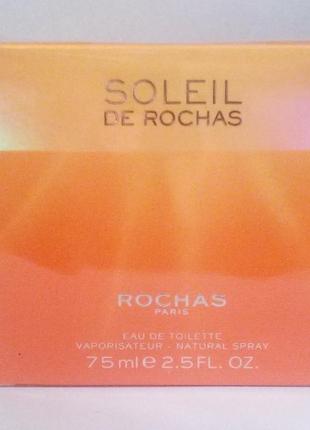 SOLEIL
DE ROCHAS
ROCHAS
PARIS
EAU DE TOILETTE
VAPORISATEUR - NATURAL SPRAY
75 ml e 2.5 FL. OZ.